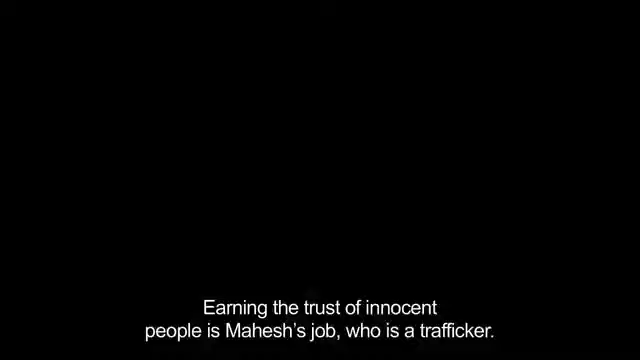 Earning the trust of innocent
people is Mahesh's job, who is a trafficker.